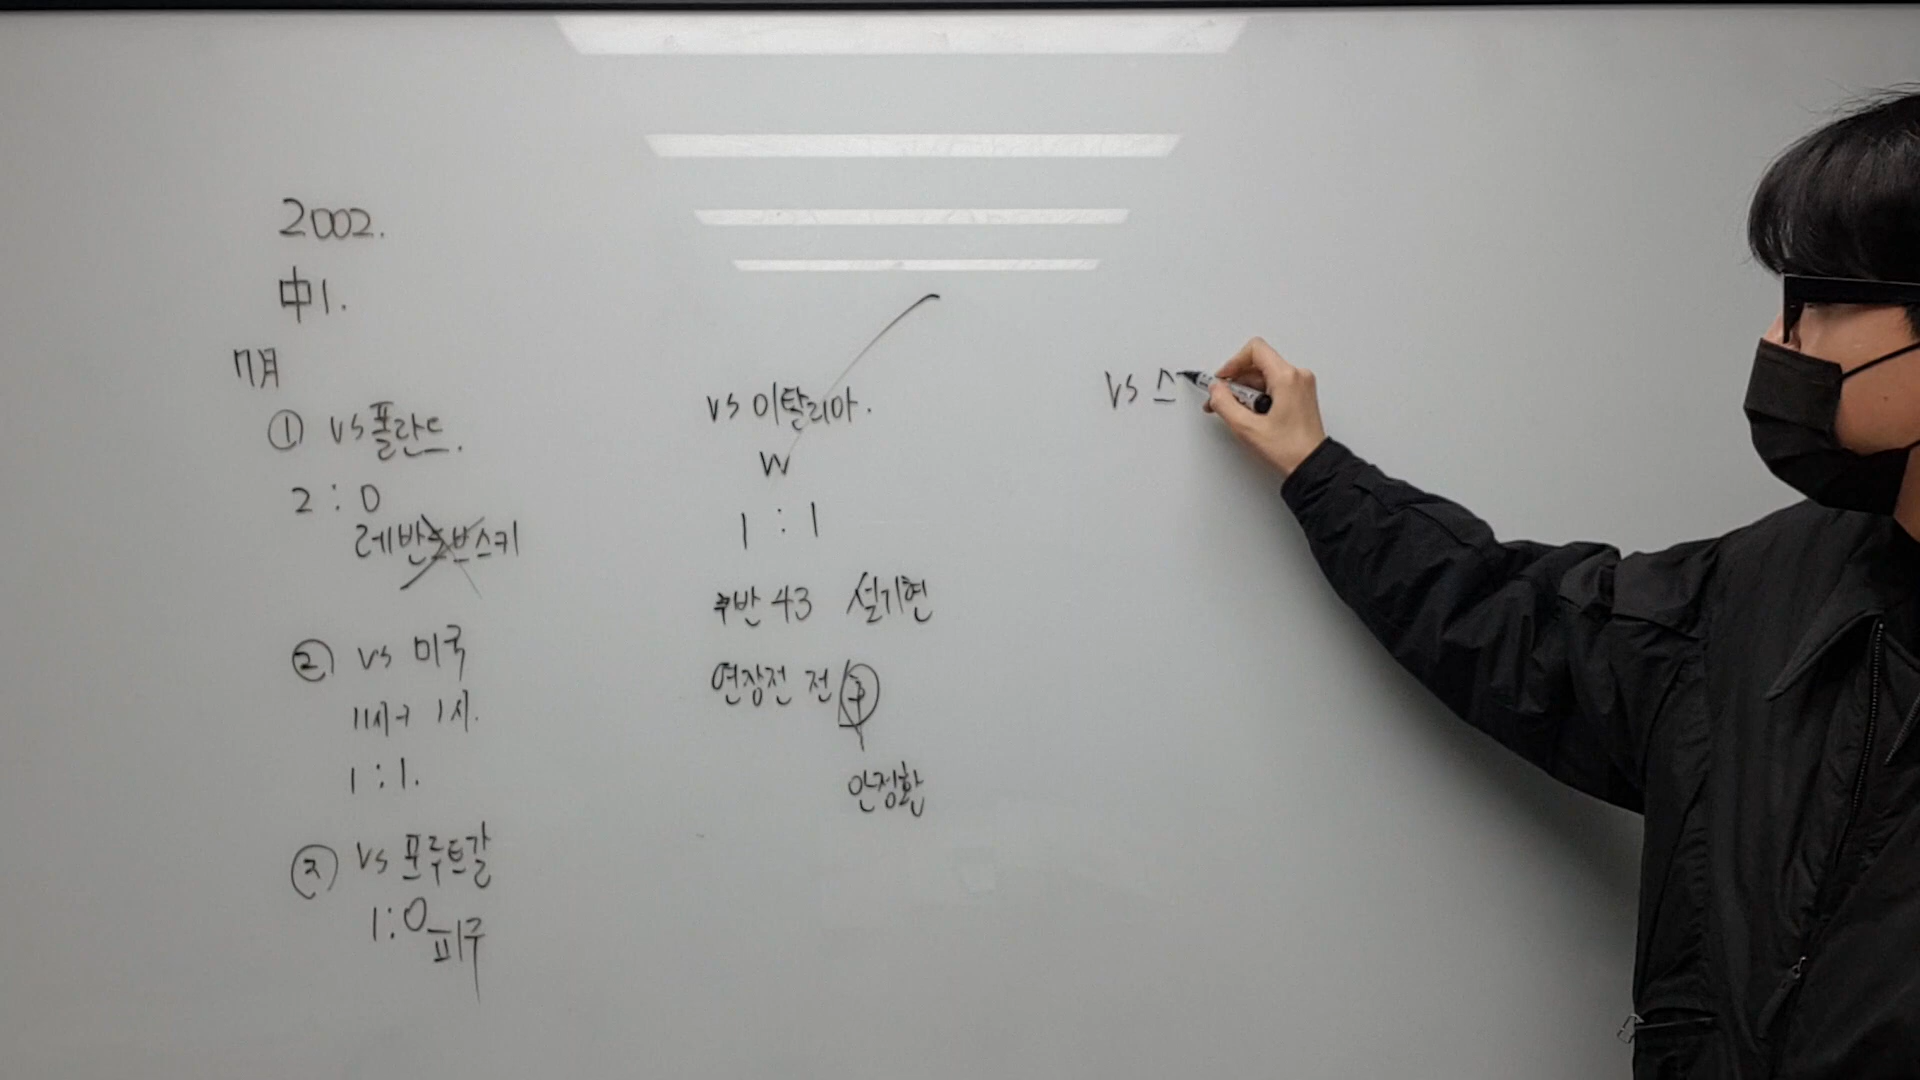 2002.
中1.
7月
① vs 폴란드.
2 : 0
레반도브스키
② vs 미국
11시→ 1시.
1 : 1.
③ vs 포루트갈
1:0 피구
vs 이탈리아.
W
1 : 1
후반 43 설기현
연장전 전 후
안정환
vs 스